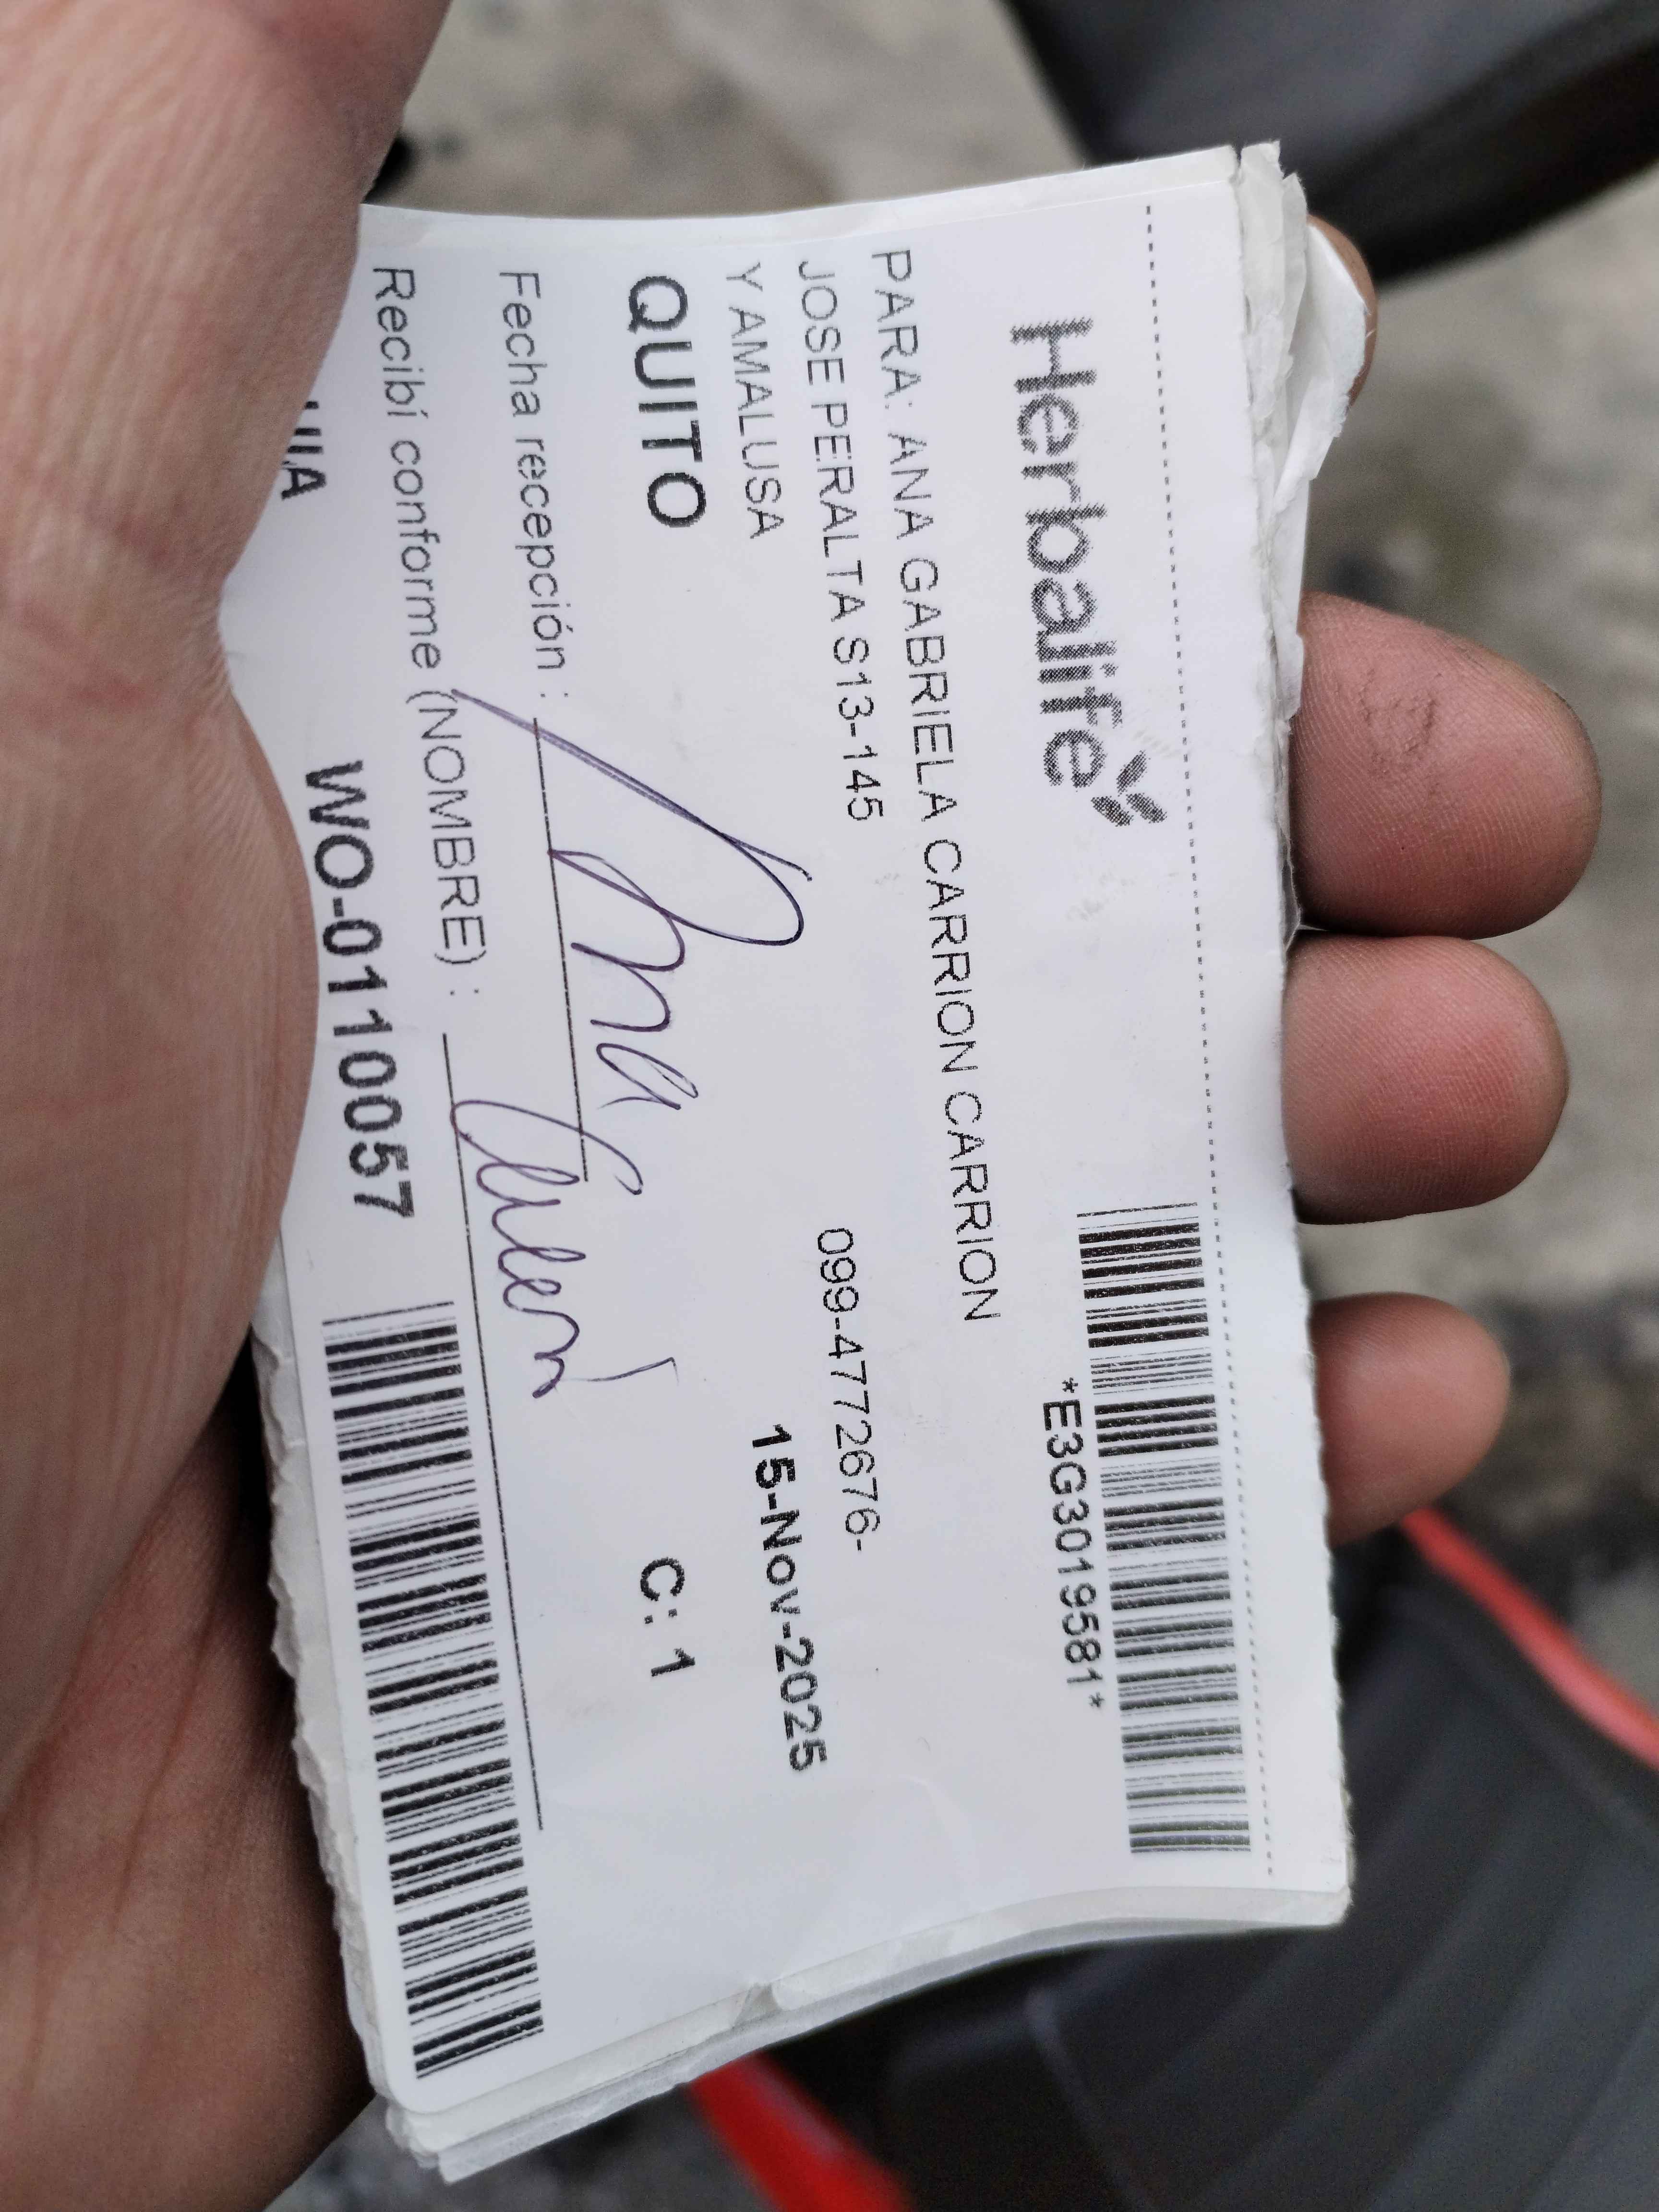 Herbalife
*E3G3019581*
PARA: ANA GABRIELA CARRION CARRION
JOSE PERALTA S13-145 099-4772676-
Y AMALUSA 15-Nov-2025
QUITO C: 1
Fecha recepción :
Ana
Recibí conforme (NOMBRE) :
WO-0110057